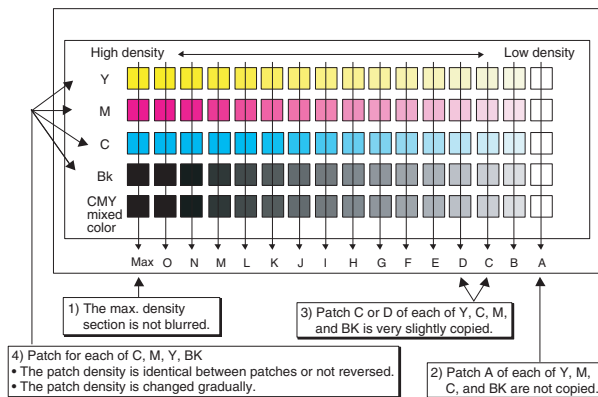 High density Low density
Y
M
C
Bk
CMY
mixed
color
Max O N M L K J I H G F E D C B A
1) The max. density
section is not blurred.
3) Patch C or D of each of Y, C, M,
and BK is very slightly copied.
4) Patch for each of C, M, Y, BK
• The patch density is identical between patches or not reversed.
• The patch density is changed gradually.
2) Patch A of each of Y, M,
C, and BK are not copied.